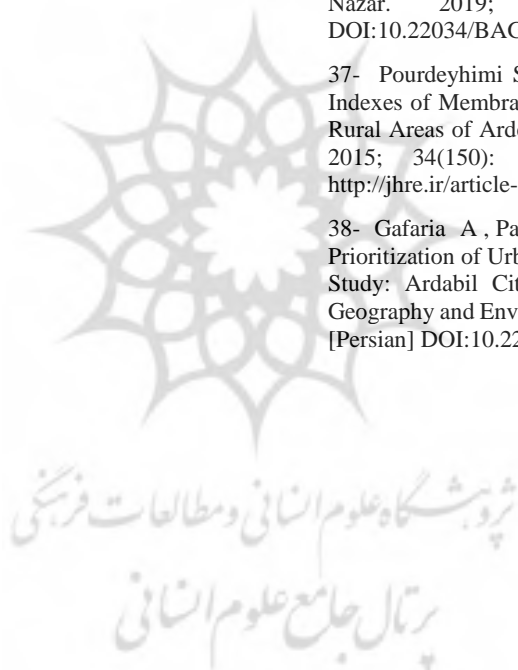 Nazar. 2019;
DOI:10.22034/BAG
37- Pourdeyhimi S
Indexes of Membra
Rural Areas of Arde
2015; 34(150):
http://jhre.ir/article-
38- Gafaria A , Pa
Prioritization of Urb
Study: Ardabil Cit
Geography and Env
[Persian] DOI:10.22
پژوهشگاه علوم انسانی و مطالعات فرهنگی
پرتال جامع علوم انسانی